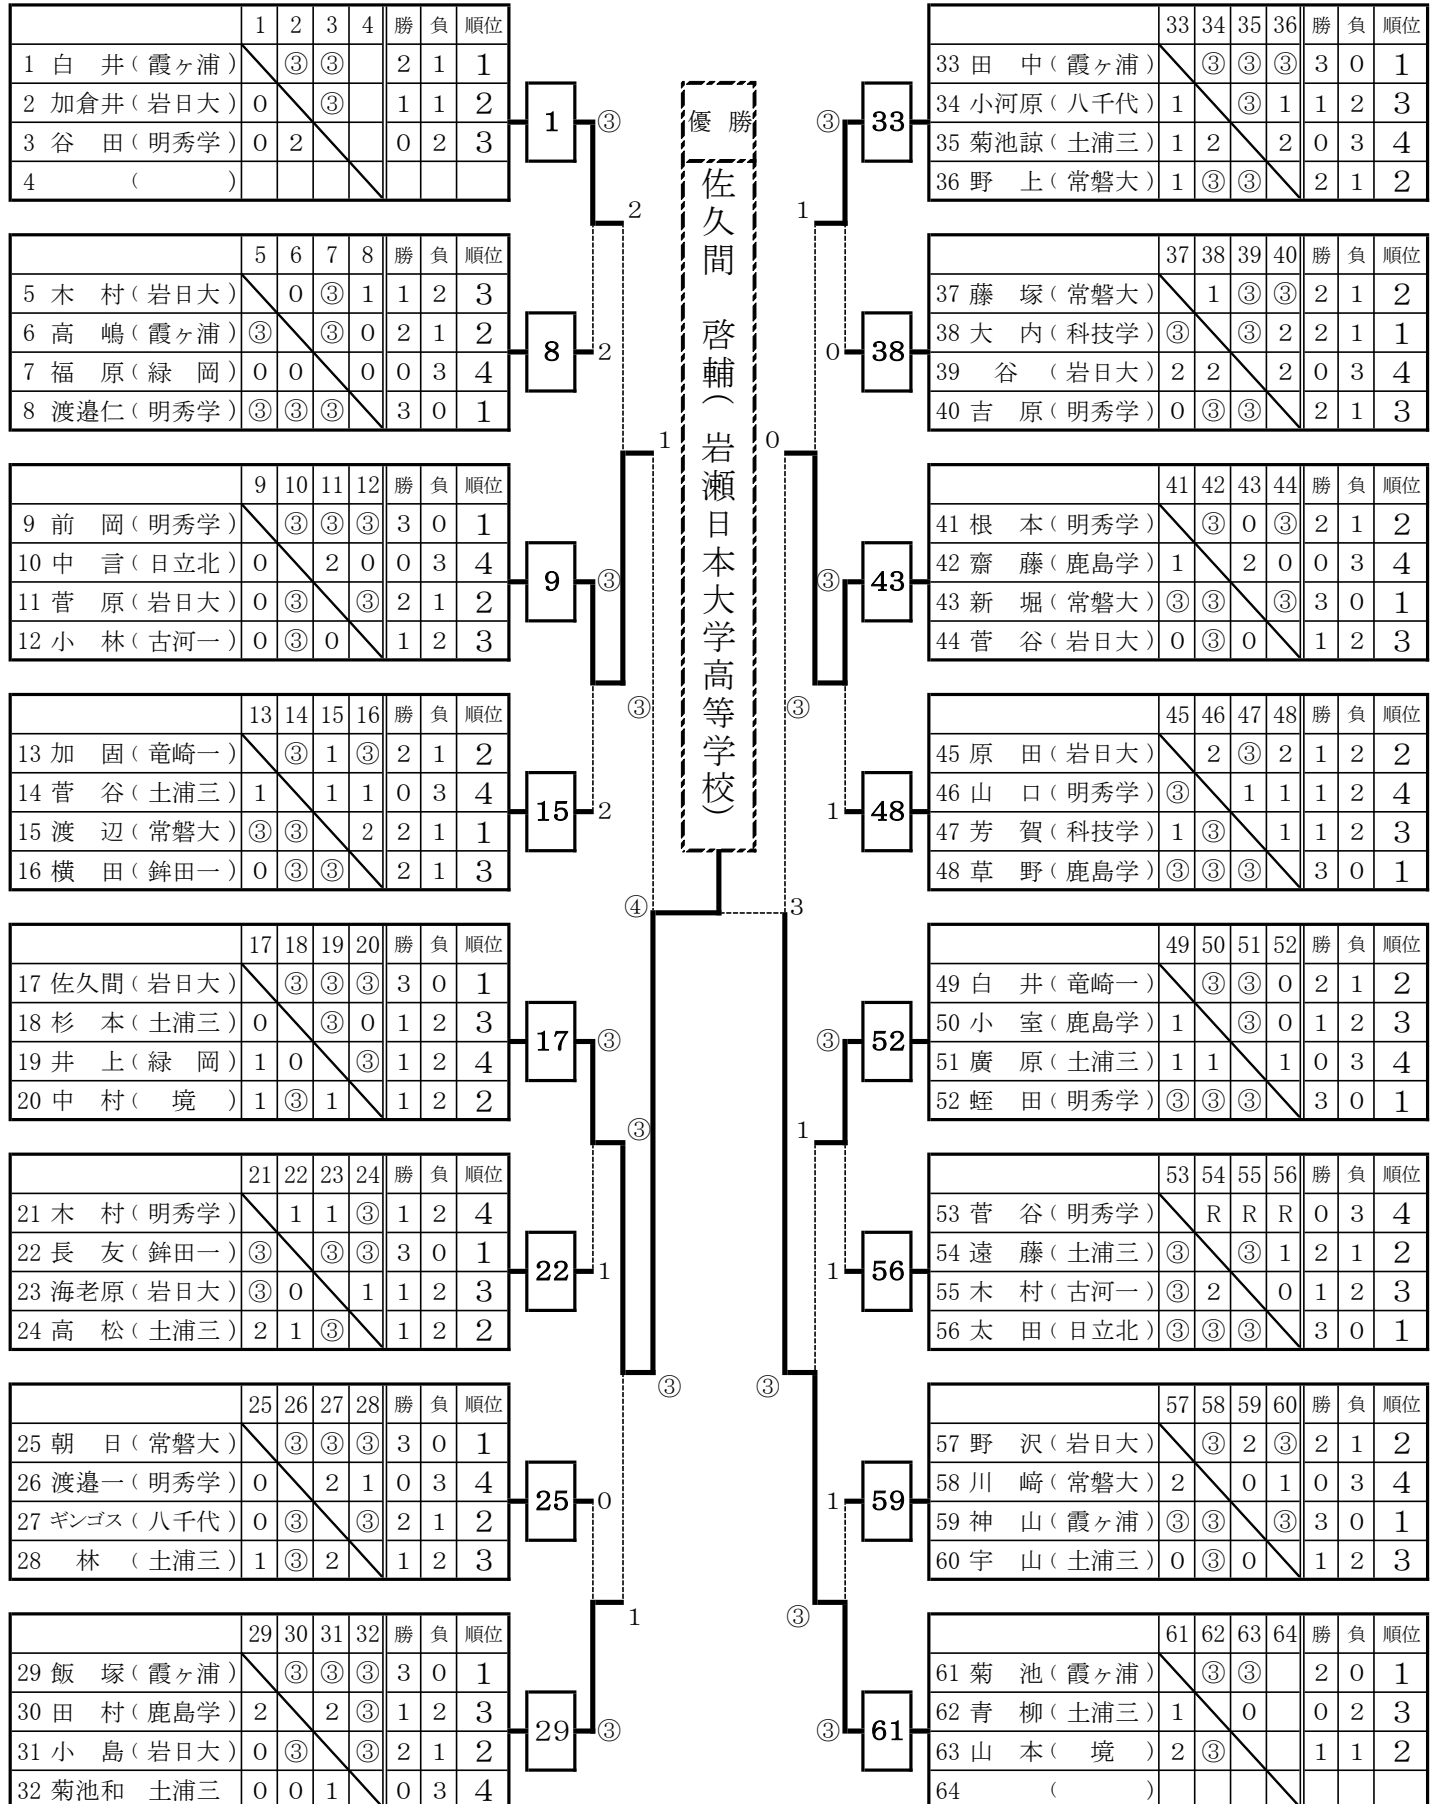 1 2 3 4 勝 負 順位
1 白 井（霞ヶ浦） ③ ③ 2 1 1
2 加倉井（岩日大） 0 ③ 1 1 2
3 谷 田（明秀学） 0 2 0 2 3
4 （ ）
1 ③
2
5 6 7 8 勝 負 順位
5 木 村（岩日大） 0 ③ 1 1 2 3
6 高 嶋（霞ヶ浦） ③ ③ 0 2 1 2
7 福 原（緑 岡） 0 0 0 0 3 4
8 渡邉仁（明秀学） ③ ③ ③ 3 0 1
8 2
1
9 10 11 12 勝 負 順位
9 前 岡（明秀学） ③ ③ ③ 3 0 1
10 中 言（日立北） 0 2 0 0 3 4
11 菅 原（岩日大） 0 ③ ③ 2 1 2
12 小 林（古河一） 0 ③ 0 1 2 3
9 ③
③
13 14 15 16 勝 負 順位
13 加 固（竜崎一） ③ 1 ③ 2 1 2
14 菅 谷（土浦三） 1 1 1 0 3 4
15 渡 辺（常磐大） ③ ③ 2 2 1 1
16 横 田（鉾田一） 0 ③ ③ 2 1 3
15 2
④
17 18 19 20 勝 負 順位
17 佐久間（岩日大） ③ ③ ③ 3 0 1
18 杉 本（土浦三） 0 ③ 0 1 2 3
19 井 上（緑 岡） 1 0 ③ 1 2 4
20 中 村（ 境 ） 1 ③ 1 1 2 2
17 ③
③
21 22 23 24 勝 負 順位
21 木 村（明秀学） 1 1 ③ 1 2 4
22 長 友（鉾田一） ③ ③ ③ 3 0 1
23 海老原（岩日大） ③ 0 1 1 2 3
24 高 松（土浦三） 2 1 ③ 1 2 2
22 1
③
25 26 27 28 勝 負 順位
25 朝 日（常磐大） ③ ③ ③ 3 0 1
26 渡邉一（明秀学） 0 2 1 0 3 4
27 ギンゴス（八千代） 0 ③ ③ 2 1 2
28 林 （土浦三） 1 ③ 2 1 2 3
25 0
1
29 30 31 32 勝 負 順位
29 飯 塚（霞ヶ浦） ③ ③ ③ 3 0 1
30 田 村（鹿島学） 2 2 ③ 1 2 3
31 小 島（岩日大） 0 ③ ③ 2 1 2
32 菊池和 土浦三 0 0 1 0 3 4
29 ③
優 勝
佐久間 啓輔（岩瀬日本大学高等学校）
33 34 35 36 勝 負 順位
33 田 中（霞ヶ浦） ③ ③ ③ 3 0 1
34 小河原（八千代） 1 ③ 1 1 2 3
35 菊池諒（土浦三） 1 2 2 0 3 4
36 野 上（常磐大） 1 ③ ③ 2 1 2
③ 33
1
37 38 39 40 勝 負 順位
37 藤 塚（常磐大） 1 ③ ③ 2 1 2
38 大 内（科技学） ③ ③ 2 2 1 1
39 谷 （岩日大） 2 2 2 0 3 4
40 吉 原（明秀学） 0 ③ ③ 2 1 3
0 38
0
41 42 43 44 勝 負 順位
41 根 本（明秀学） ③ 0 ③ 2 1 2
42 齋 藤（鹿島学） 1 2 0 0 3 4
43 新 堀（常磐大） ③ ③ ③ 3 0 1
44 菅 谷（岩日大） 0 ③ 0 1 2 3
③ 43
③
45 46 47 48 勝 負 順位
45 原 田（岩日大） 2 ③ 2 1 2 2
46 山 口（明秀学） ③ 1 1 1 2 4
47 芳 賀（科技学） 1 ③ 1 1 2 3
48 草 野（鹿島学） ③ ③ ③ 3 0 1
1 48
3
49 50 51 52 勝 負 順位
49 白 井（竜崎一） ③ ③ 0 2 1 2
50 小 室（鹿島学） 1 ③ 0 1 2 3
51 廣 原（土浦三） 1 1 1 0 3 4
52 蛭 田（明秀学） ③ ③ ③ 3 0 1
③ 52
1
53 54 55 56 勝 負 順位
53 菅 谷（明秀学） R R R 0 3 4
54 遠 藤（土浦三） ③ ③ 1 2 1 2
55 木 村（古河一） ③ 2 0 1 2 3
56 太 田（日立北） ③ ③ ③ 3 0 1
1 56
③
57 58 59 60 勝 負 順位
57 野 沢（岩日大） ③ 2 ③ 2 1 2
58 川 﨑（常磐大） 2 0 1 0 3 4
59 神 山（霞ヶ浦） ③ ③ ③ 3 0 1
60 宇 山（土浦三） 0 ③ 0 1 2 3
1 59
③
61 62 63 64 勝 負 順位
61 菊 池（霞ヶ浦） ③ ③ 2 0 1
62 青 柳（土浦三） 1 0 0 2 3
63 山 本（ 境 ） 2 ③ 1 1 2
64 （ ）
③ 61